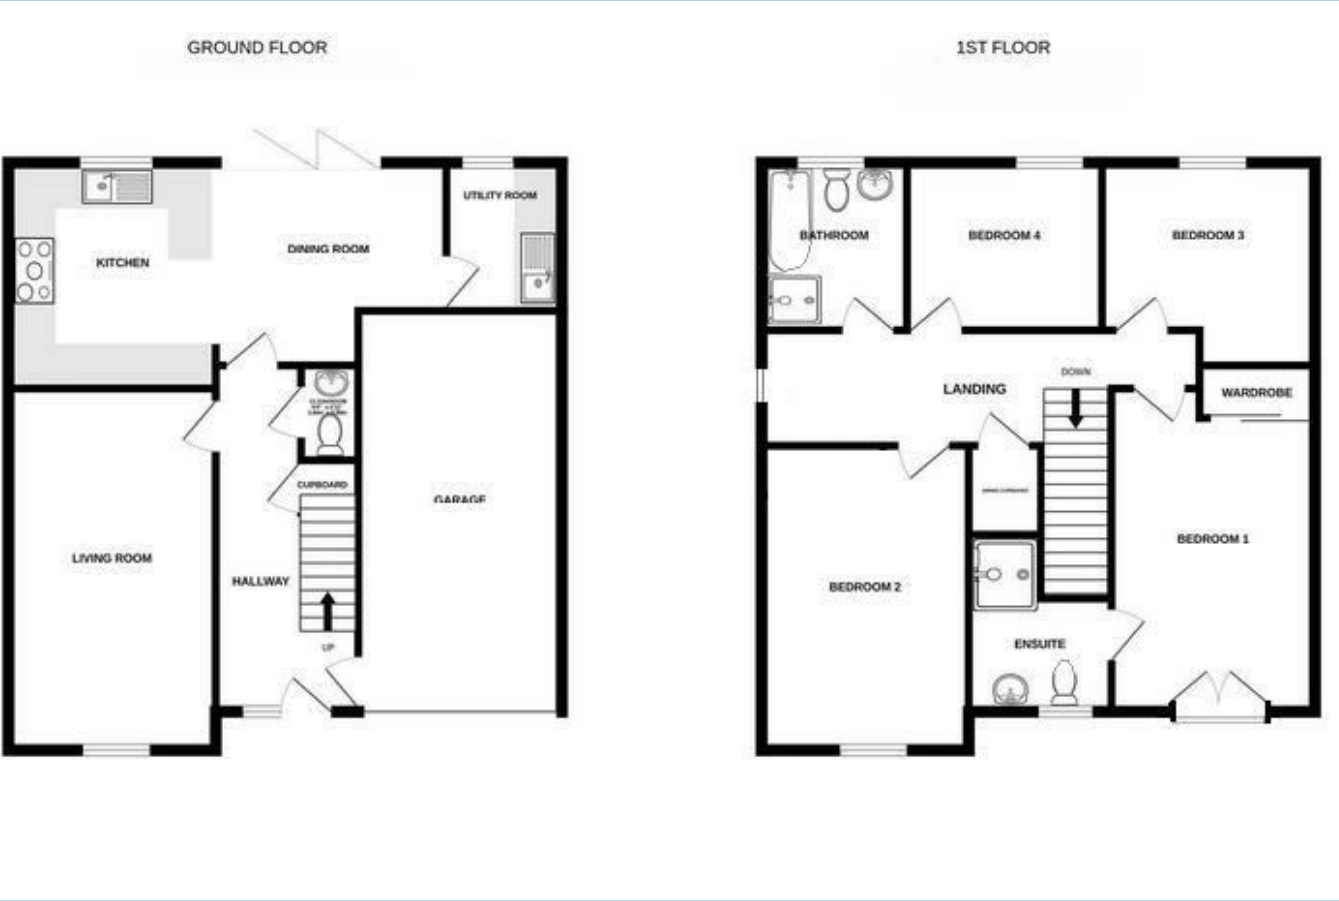 GROUND FLOOR
1ST FLOOR
UTILITY ROOM
DINING ROOM
KITCHEN
CLOAKROOM
CUPBOARD
GARAGE
LIVING ROOM
HALLWAY
UP
BATHROOM
BEDROOM 4
BEDROOM 3
DOWN
LANDING
WARDROBE
BEDROOM 1
BEDROOM 2
ENSUITE